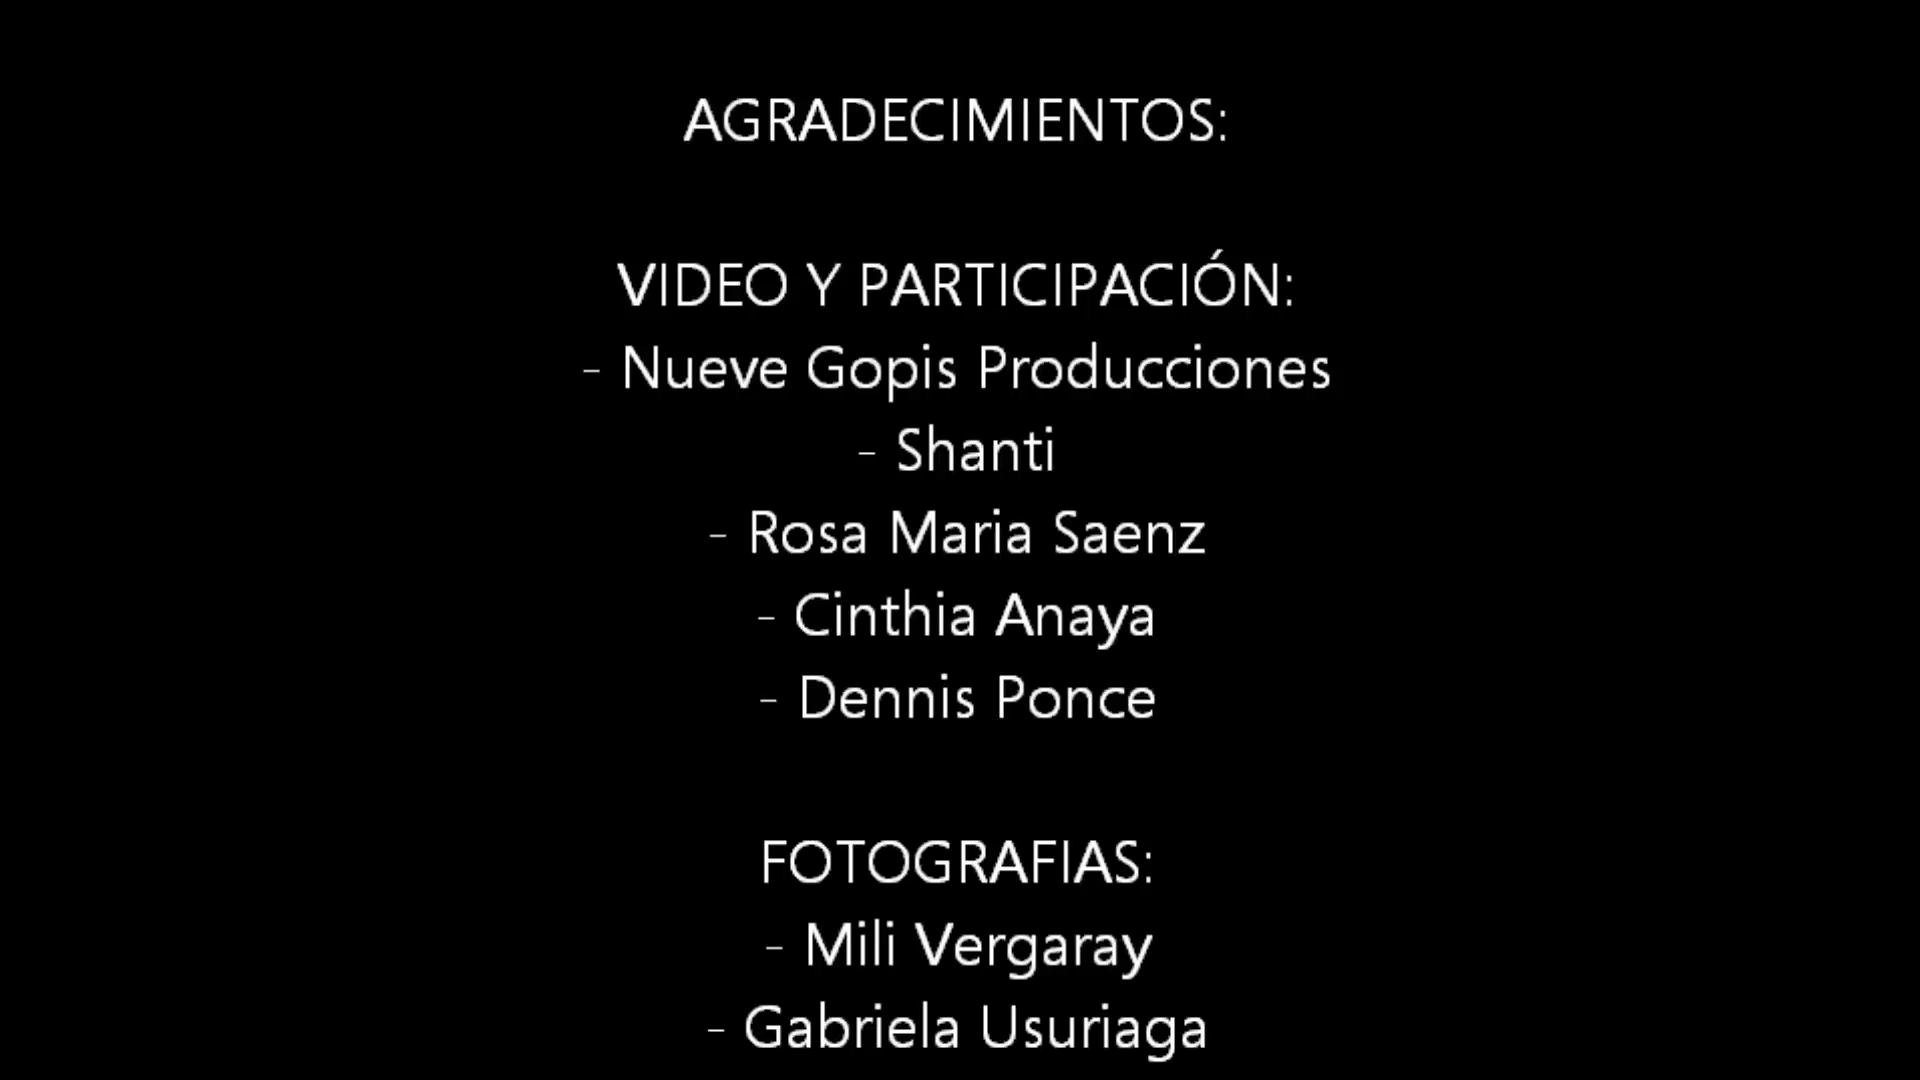 AGRADECIMIENTOS:
VIDEO Y PARTICIPACIÓN:
- Nueve Gopis Producciones
- Shanti
- Rosa Maria Saenz
- Cinthia Anaya
- Dennis Ponce
FOTOGRAFIAS:
- Mili Vergaray
- Gabriela Usuriaga